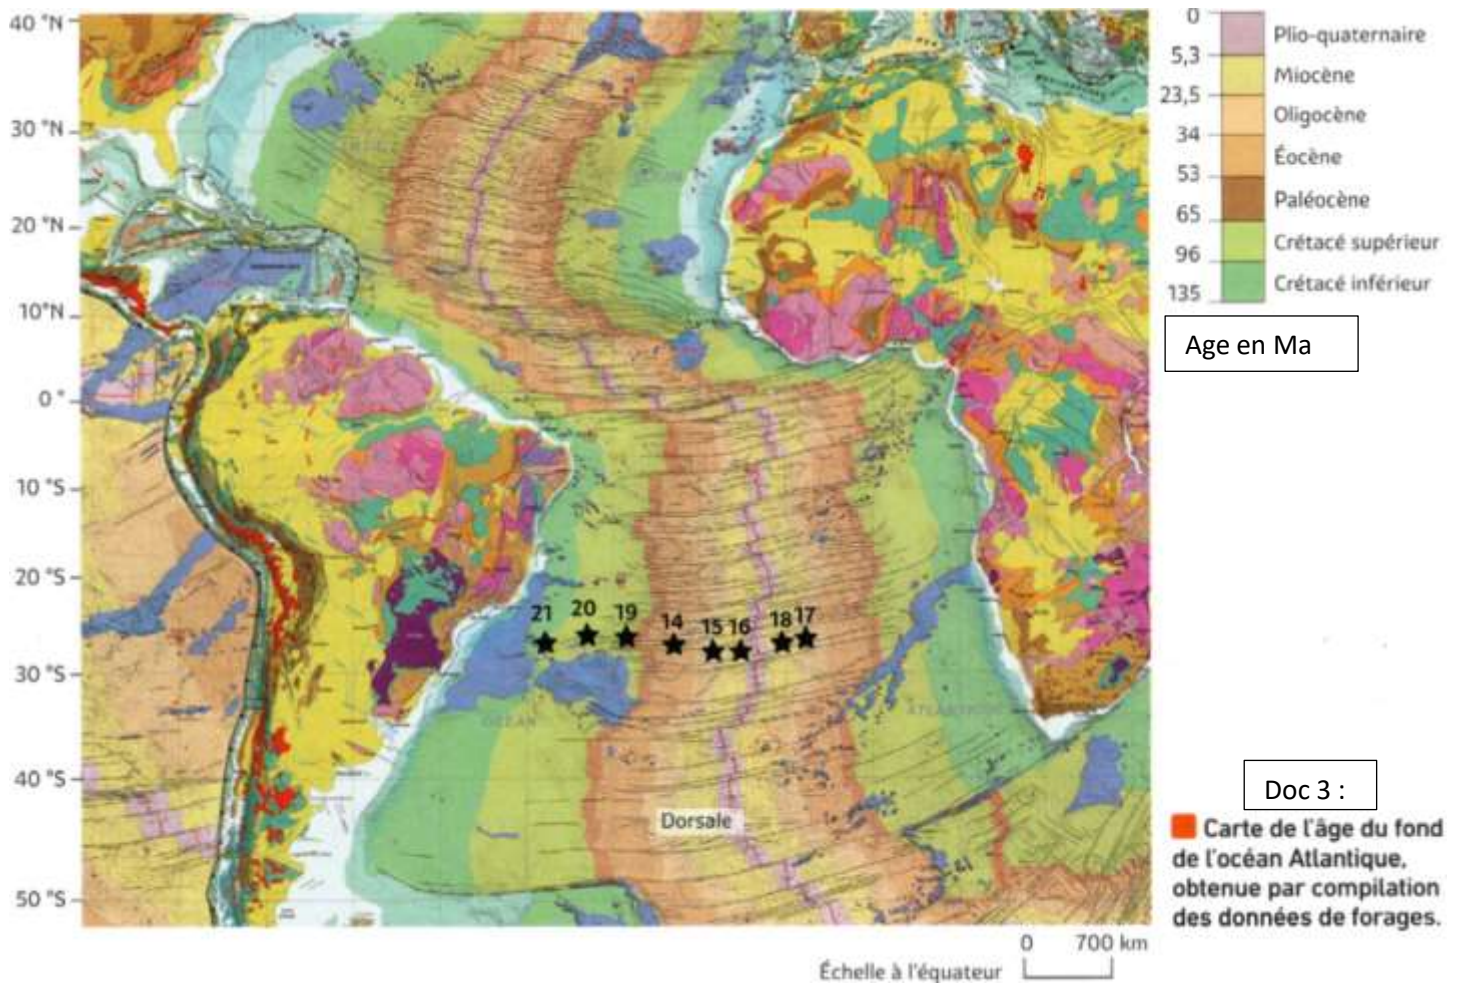 40 °N
30 °N
20 °N
10°N
0 °
10 °S
20 °S
30 °S
40 °S
50 °S
21
20
19
14
15
16
18
17
OCÉAN
ATLANTIQUE
Dorsale
0
5,3
23,5
34
53
65
96
135
Plio-quaternaire
Miocène
Oligocène
Éocène
Paléocène
Crétacé supérieur
Crétacé inférieur
Age en Ma
Doc 3 :
Carte de l'âge du fond
de l'océan Atlantique,
obtenue par compilation
des données de forages.
0 700 km
Échelle à l'équateur